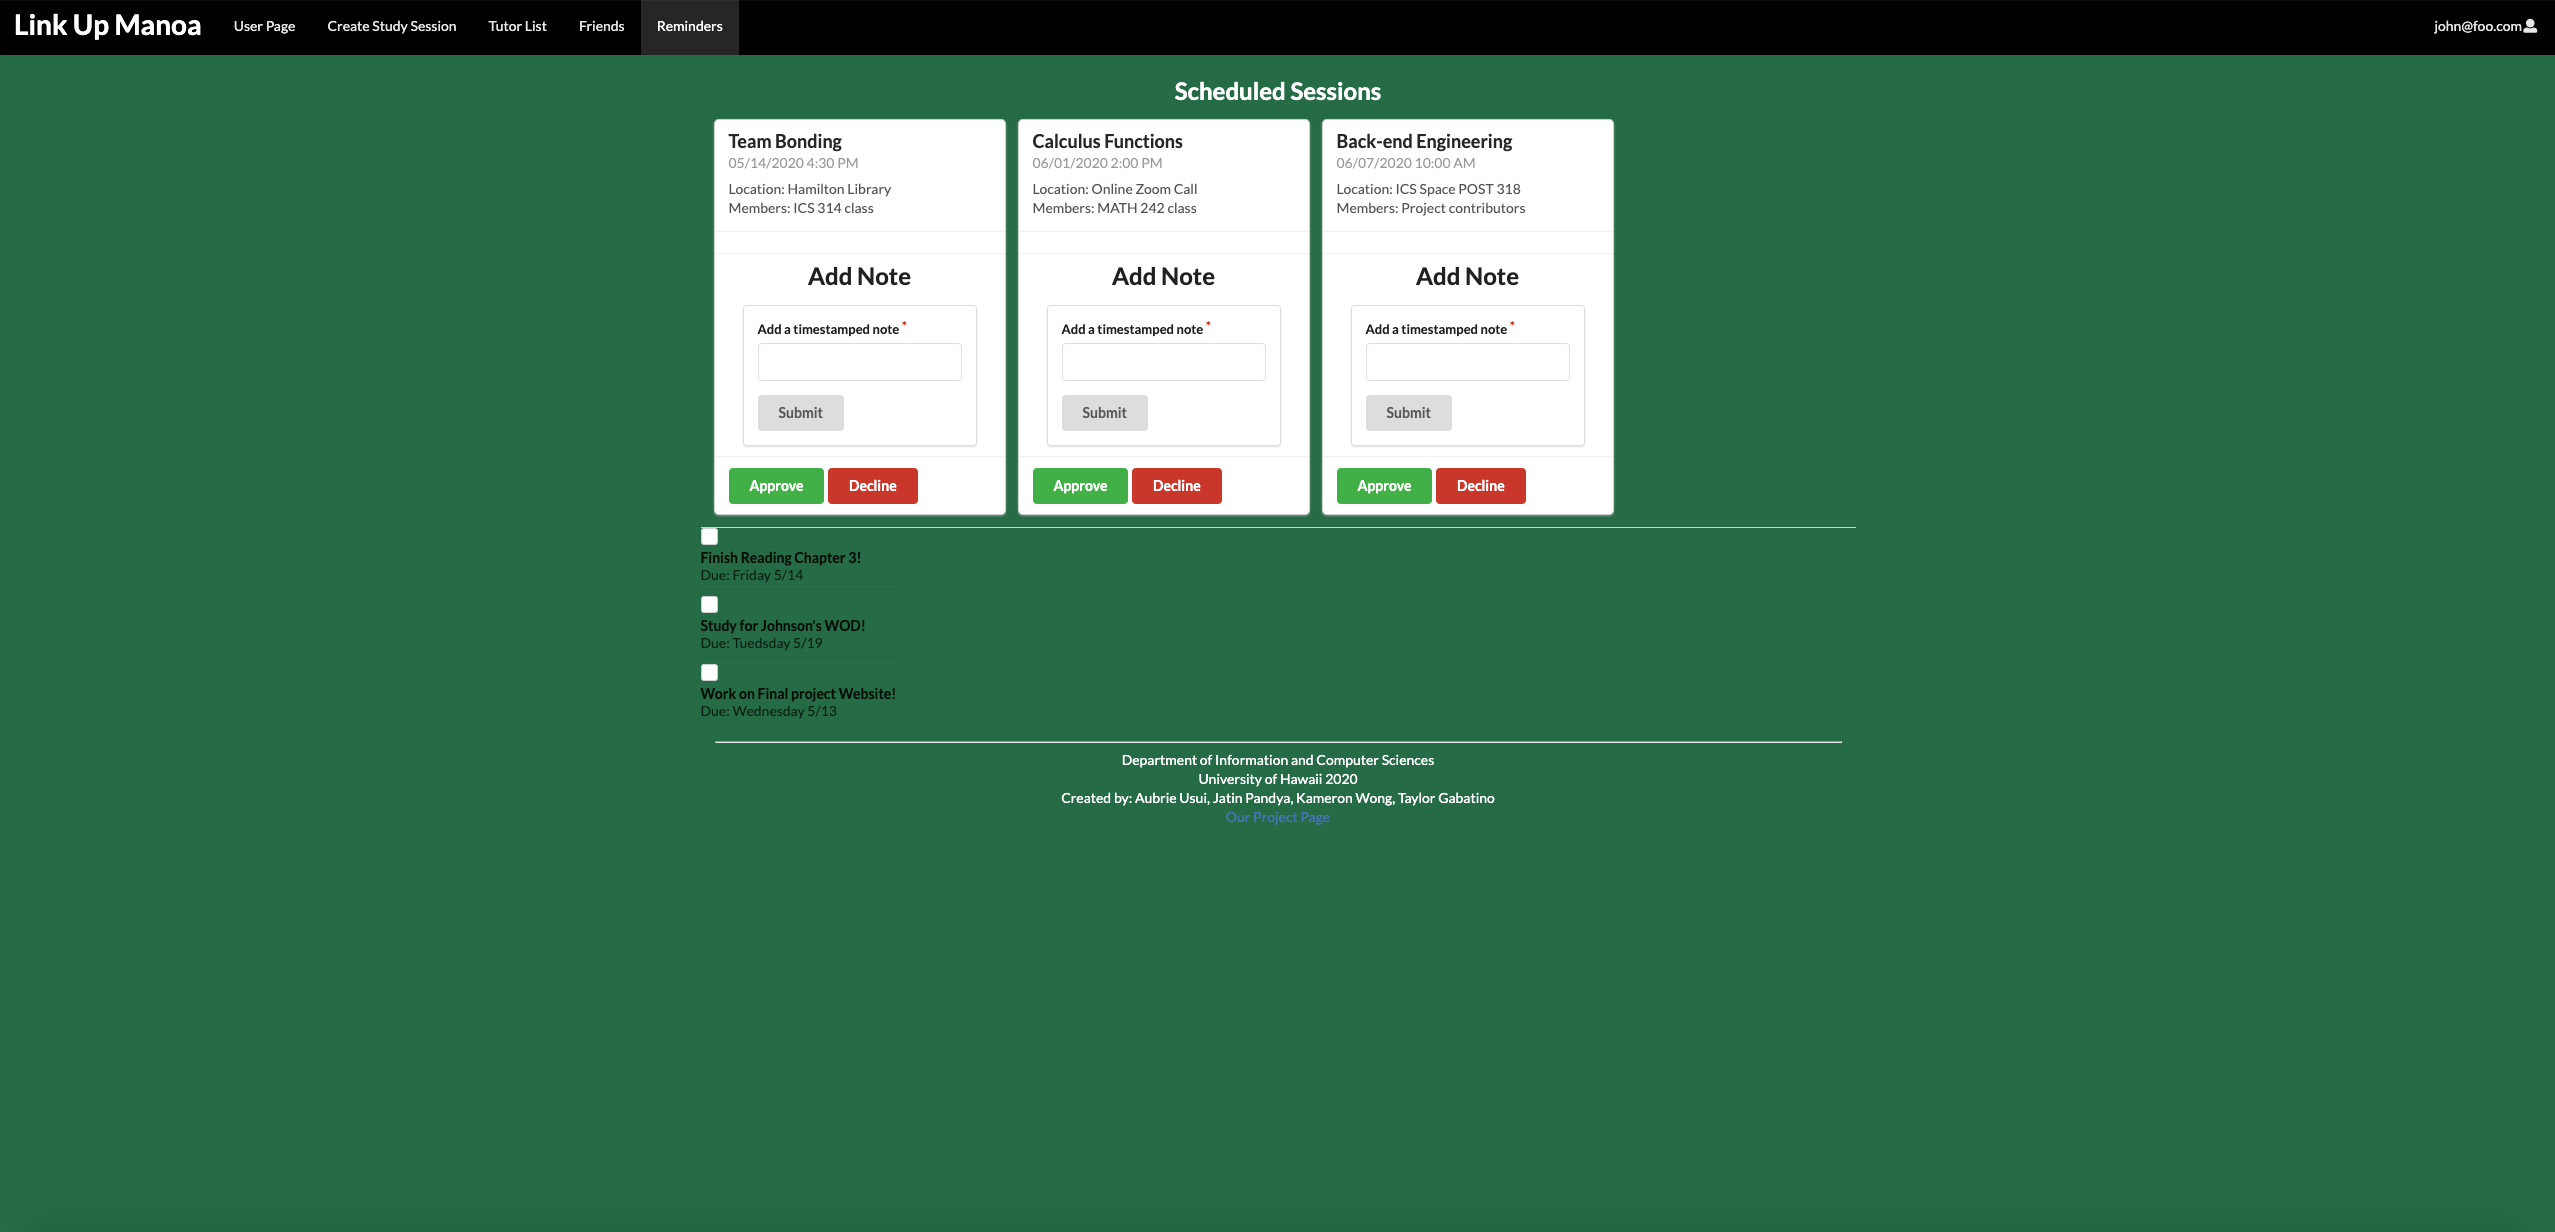 Link Up Manoa
User Page
Create Study Session
Tutor List
Friends
Reminders
john@foo.com
Scheduled Sessions
Team Bonding
05/14/2020 4:30 PM
Location: Hamilton Library
Members: ICS 314 class
Add Note
Add a timestamped note *
Submit
Approve
Decline
Calculus Functions
06/01/2020 2:00 PM
Location: Online Zoom Call
Members: MATH 242 class
Add Note
Add a timestamped note *
Submit
Approve
Decline
Back-end Engineering
06/07/2020 10:00 AM
Location: ICS Space POST 318
Members: Project contributors
Add Note
Add a timestamped note *
Submit
Approve
Decline
Finish Reading Chapter 3!
Due: Friday 5/14
Study for Johnson's WOD!
Due: Tuedsday 5/19
Work on Final project Website!
Due: Wednesday 5/13
Department of Information and Computer Sciences
University of Hawaii 2020
Created by: Aubrie Usui, Jatin Pandya, Kameron Wong, Taylor Gabatino
Our Project Page